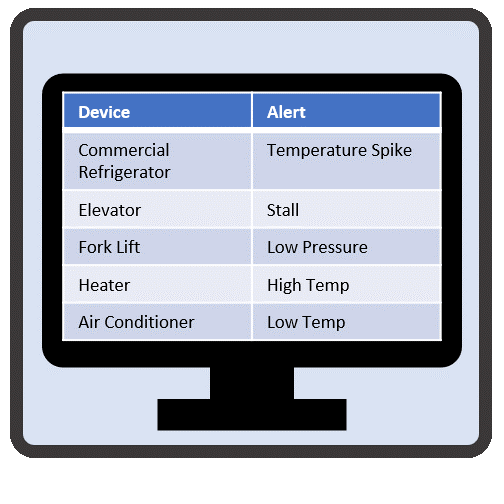 Device Alert
Commercial Refrigerator Temperature Spike
Elevator Stall
Fork Lift Low Pressure
Heater High Temp
Air Conditioner Low Temp